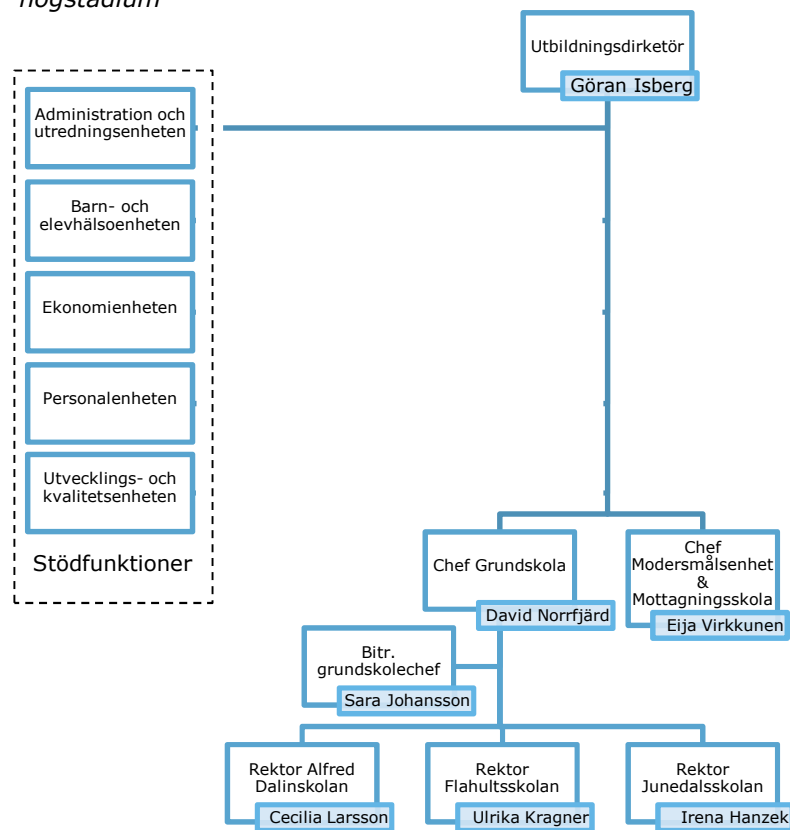 högstadium
Utbildningsdirketör
Göran Isberg
Administration och
utredningsenheten
Barn- och
elevhälsoenheten
Ekonomienheten
Personalenheten
Utvecklings- och
kvalitetsenheten
Stödfunktioner
Chef Grundskola
David Norrfjärd
Chef
Modersmålsenhet
&
Mottagningsskola
Eija Virkkunen
Bitr.
grundskolechef
Sara Johansson
Rektor Alfred
Dalinskolan
Cecilia Larsson
Rektor
Flahultsskolan
Ulrika Kragner
Rektor
Junedalsskolan
Irena Hanzek